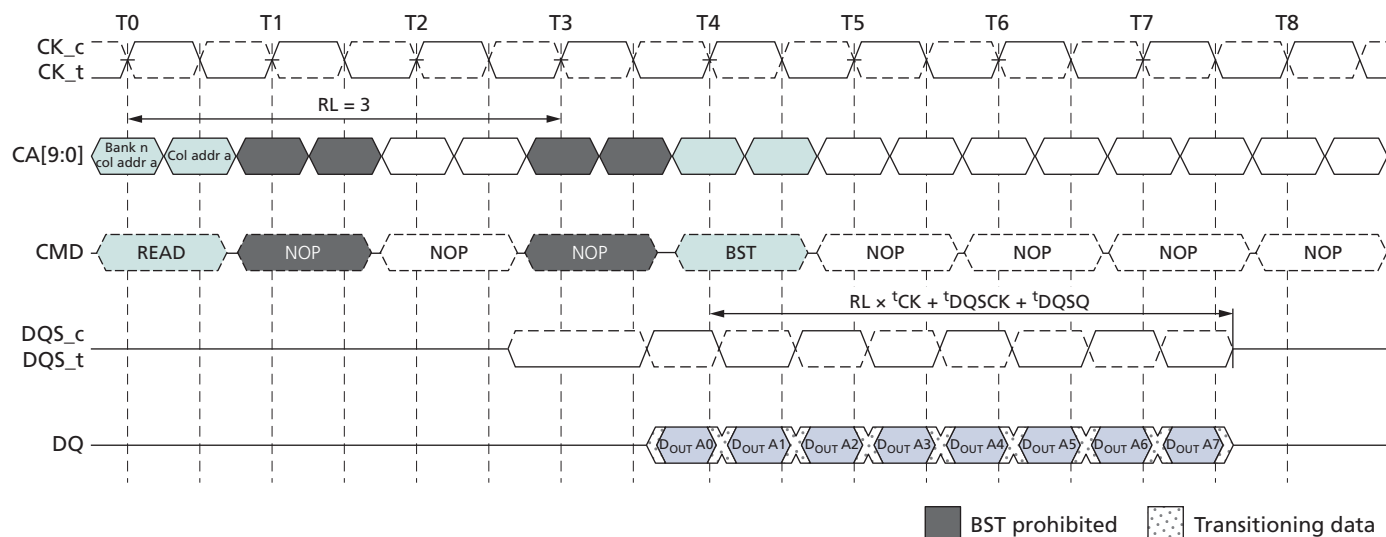 T0 T1 T2 T3 T4 T5 T6 T7 T8
CK_c
CK_t
RL = 3
CA[9:0]
Bank n
col addr a
Col addr a
CMD READ NOP NOP NOP BST NOP NOP NOP NOP
RL × tCK + tDQSCK + tDQSQ
DQS_c
DQS_t
DQ DOUT A0 DOUT A1 DOUT A2 DOUT A3 DOUT A4 DOUT A5 DOUT A6 DOUT A7
BST prohibited Transitioning data